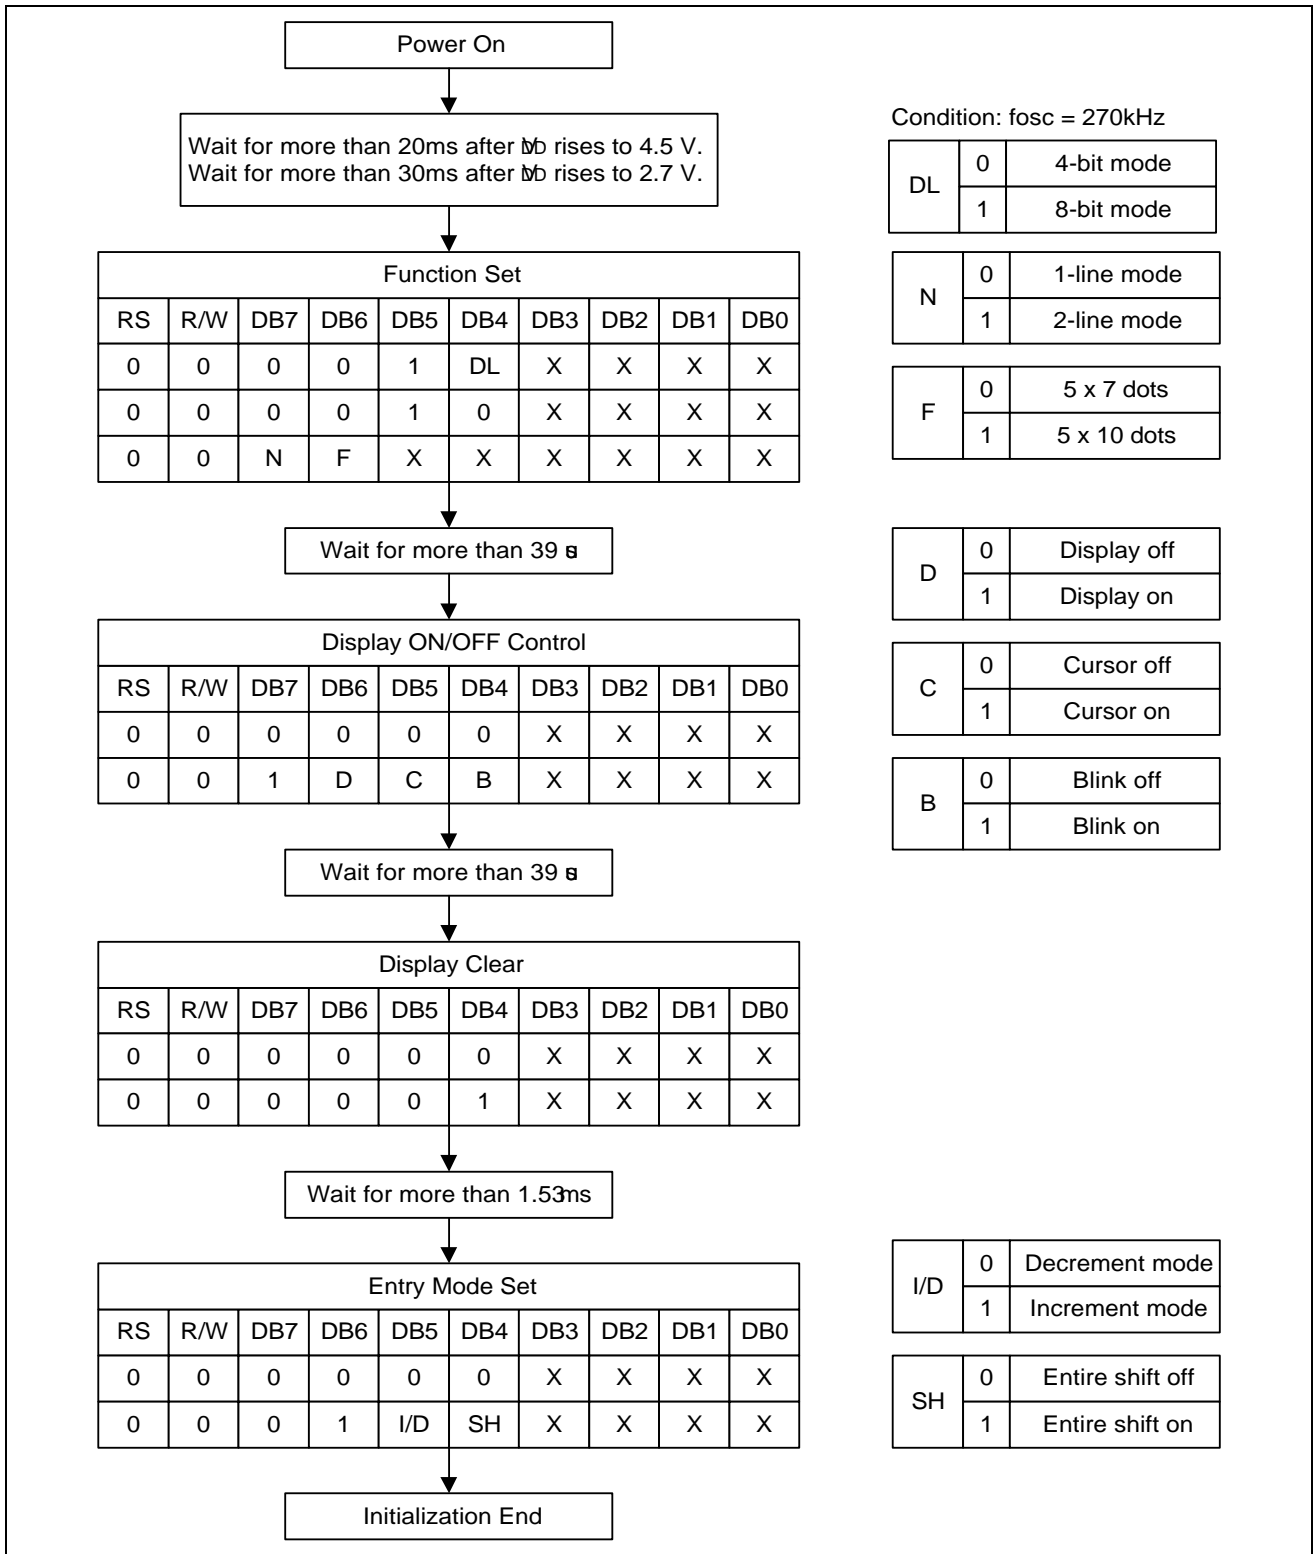 Power On
Wait for more than 20ms after VDD rises to 4.5 V.
Wait for more than 30ms after VDD rises to 2.7 V.
Condition: fosc = 270kHz
DL
0 4-bit mode
1 8-bit mode
Function Set
RS R/W DB7 DB6 DB5 DB4 DB3 DB2 DB1 DB0
0 0 0 0 1 DL X X X X
0 0 0 0 1 0 X X X X
0 0 N F X X X X X X
N
0 1-line mode
1 2-line mode
F
0 5 x 7 dots
1 5 x 10 dots
Wait for more than 39
Display ON/OFF Control
RS R/W DB7 DB6 DB5 DB4 DB3 DB2 DB1 DB0
0 0 0 0 0 0 X X X X
0 0 1 D C B X X X X
D
0 Display off
1 Display on
C
0 Cursor off
1 Cursor on
B
0 Blink off
1 Blink on
Wait for more than 39
Display Clear
RS R/W DB7 DB6 DB5 DB4 DB3 DB2 DB1 DB0
0 0 0 0 0 0 X X X X
0 0 0 0 0 1 X X X X
Wait for more than 1.53ms
Entry Mode Set
RS R/W DB7 DB6 DB5 DB4 DB3 DB2 DB1 DB0
0 0 0 0 0 0 X X X X
0 0 0 1 I/D SH X X X X
I/D
0 Decrement mode
1 Increment mode
SH
0 Entire shift off
1 Entire shift on
Initialization End